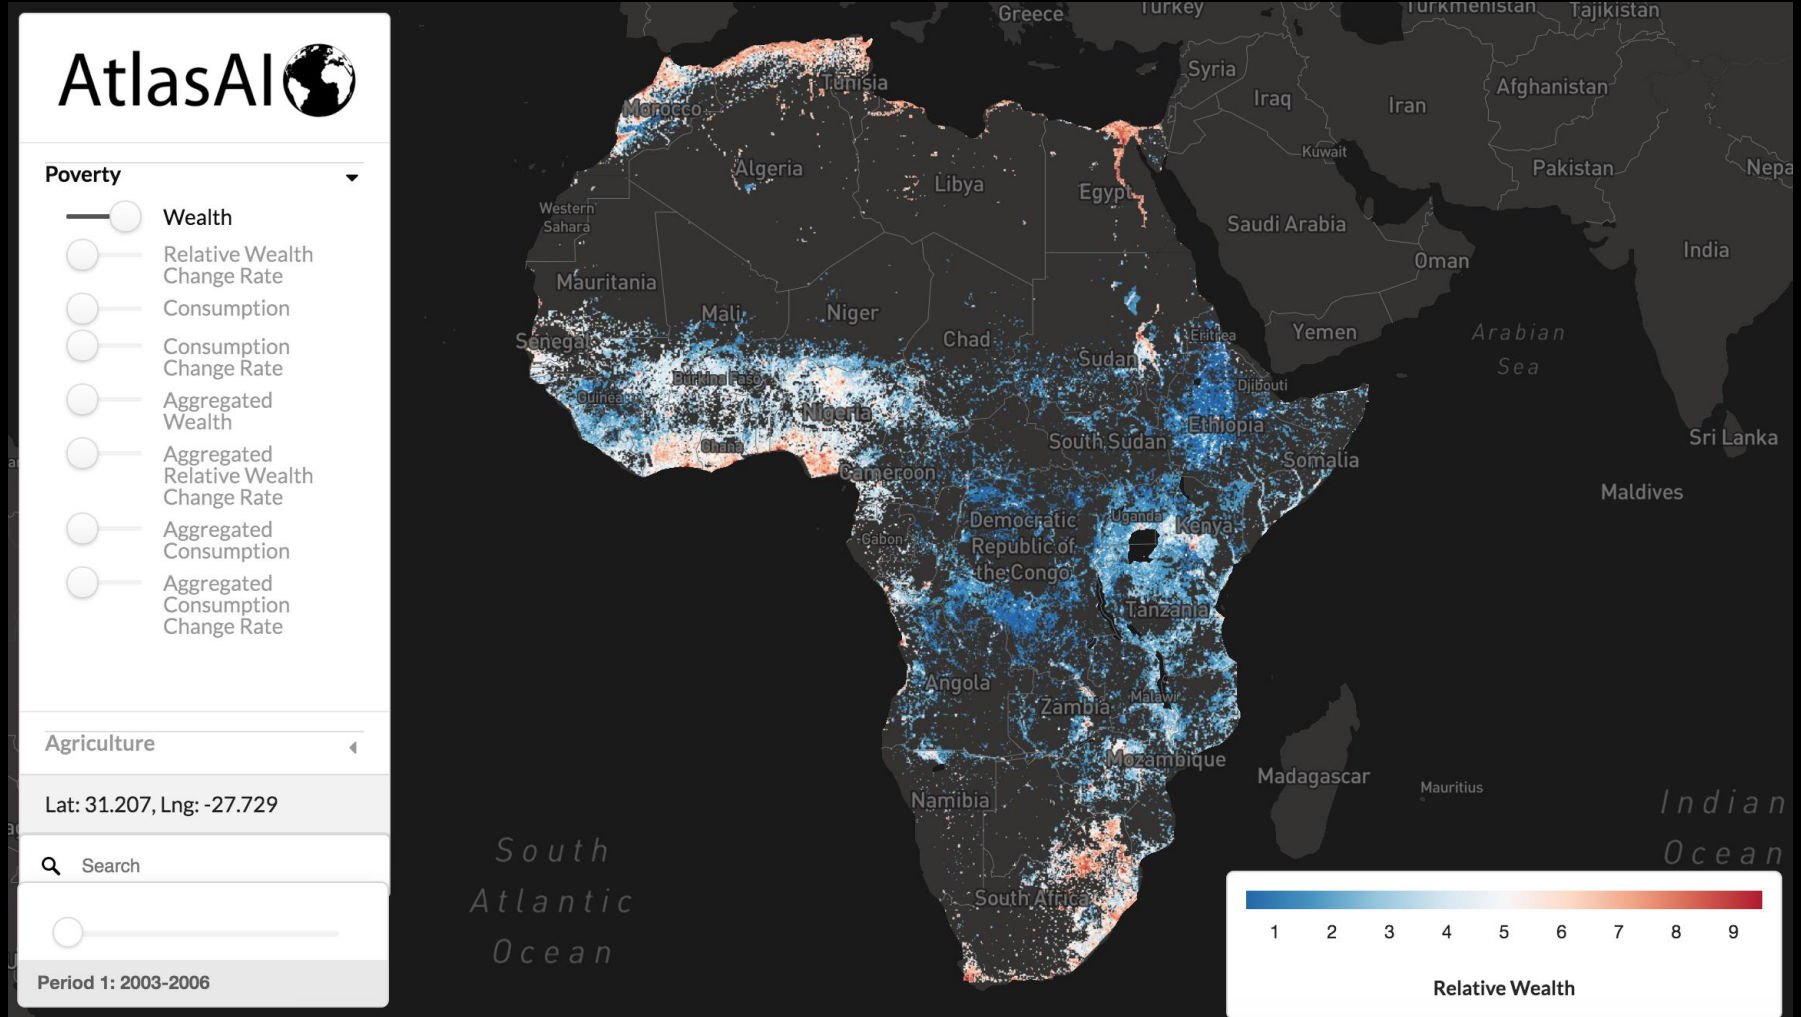 AtlasAI
Poverty
Wealth
Relative Wealth
Change Rate
Consumption
Consumption
Change Rate
Aggregated
Wealth
Aggregated
Relative Wealth
Change Rate
Aggregated
Consumption
Aggregated
Consumption
Change Rate
Agriculture
Lat: 31.207, Lng: -27.729
Search
Period 1: 2003-2006
Greece
Turkey
Turkmenistan
Tajikistan
Syria
Iraq
Iran
Afghanistan
Kuwait
Pakistan
Nepa
Saudi Arabia
Oman
India
Yemen
Arabian
Sea
Sri Lanka
Maldives
Tunisia
Morocco
Algeria
Libya
Egypt
Western
Sahara
Mauritania
Mali
Niger
Chad
Sudan
Eritrea
Senegal
Burkina Faso
Guinea
Nigeria
Djibouti
Ethiopia
Ghana
South Sudan
Somalia
Cameroon
Democratic
Republic of
the Congo
Uganda
Kenya
Gabon
Tanzania
Angola
Zambia
Malawi
Mozambique
Madagascar
Mauritius
Namibia
South Africa
South
Atlantic
Ocean
Indian
Ocean
1 2 3 4 5 6 7 8 9
Relative Wealth